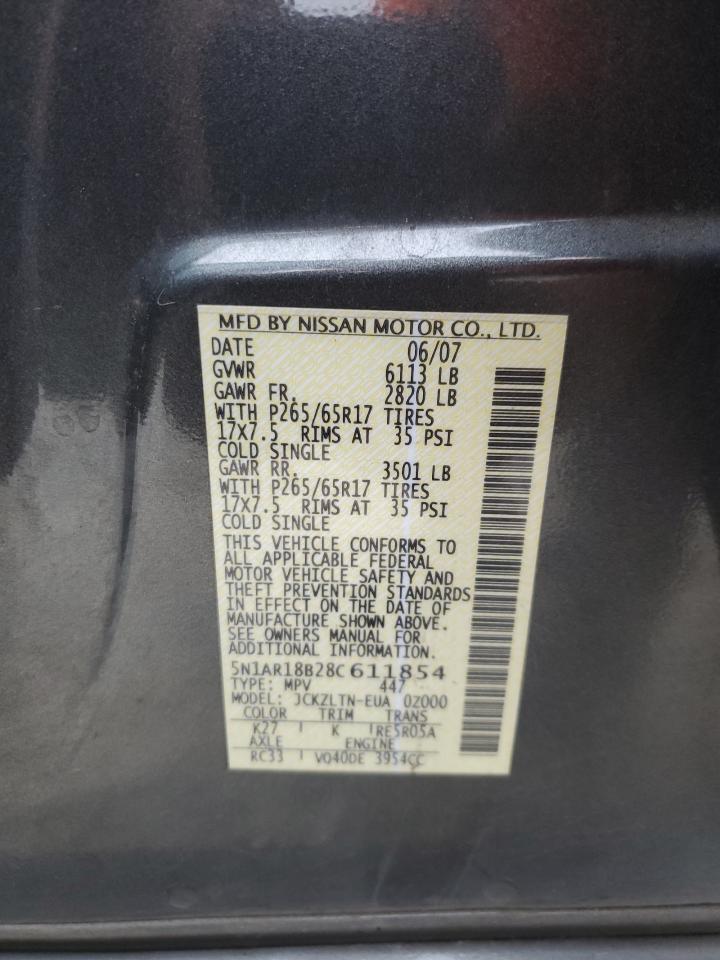 MFD BY NISSAN MOTOR CO., LTD.
DATE 06/07
GVWR 6113 LB
GAWR FR. 2820 LB
WITH P265/65R17 TIRES
17X7.5 RIMS AT 35 PSI
COLD SINGLE
GAWR RR. 3501 LB
WITH P265/65R17 TIRES
17X7.5 RIMS AT 35 PSI
COLD SINGLE
THIS VEHICLE CONFORMS TO
ALL APPLICABLE FEDERAL
MOTOR VEHICLE SAFETY AND
THEFT PREVENTION STANDARDS
IN EFFECT ON THE DATE OF
MANUFACTURE SHOWN ABOVE.
SEE OWNERS MANUAL FOR
ADDITIONAL INFORMATION.
5N1AR18B28C611854
TYPE: MPV 447
MODEL: JCKZLTN-EUA 0Z000
COLOR TRIM TRANS
K27 K RE5R05A
AXLE ENGINE
RC33 VQ40DE 3954CC